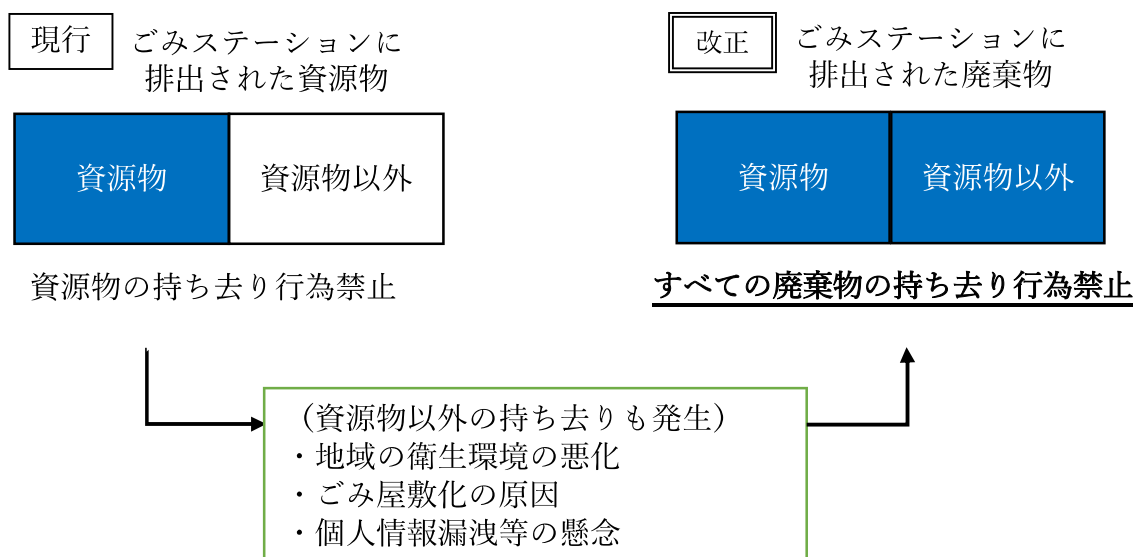 現行
ごみステーションに
排出された資源物
資源物
資源物以外
資源物の持ち去り行為禁止
改正
ごみステーションに
排出された廃棄物
資源物
資源物以外
すべての廃棄物の持ち去り行為禁止
（資源物以外の持ち去りも発生）
・地域の衛生環境の悪化
・ごみ屋敷化の原因
・個人情報漏洩等の懸念